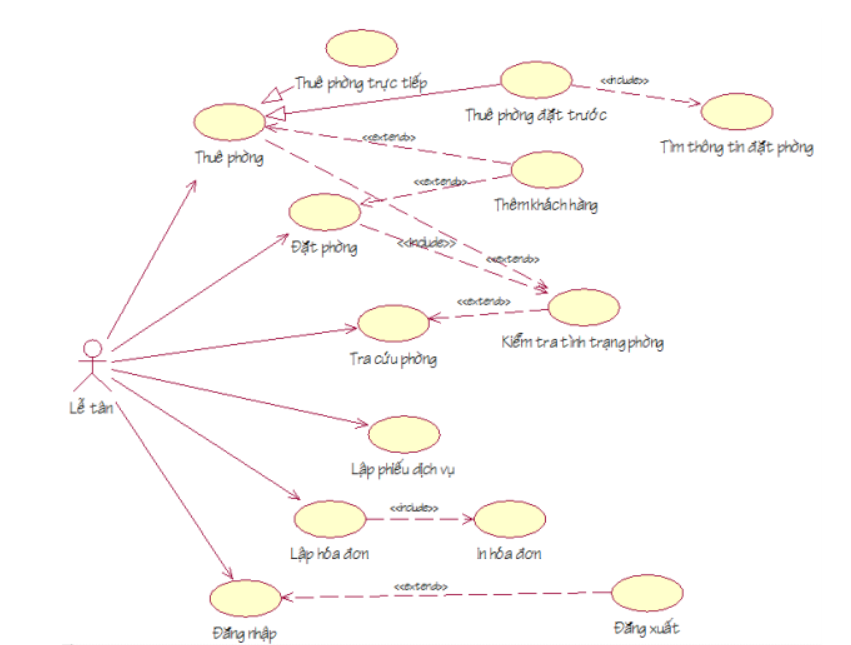 Thuê phòng trực tiếp
<<include>>
Thuê phòng đặt trước
Tìm thông tin đặt phòng
<<extend>>
Thuê phòng
<<extend>>
Thêm khách hàng
Đặt phòng
<<include>>
<<extend>>
<<extend>>
Kiểm tra tình trạng phòng
Tra cứu phòng
Lễ tân
Lập phiếu dịch vụ
<<include>>
Lập hóa đơn
In hóa đơn
<<extend>>
Đăng nhập
Đăng xuất